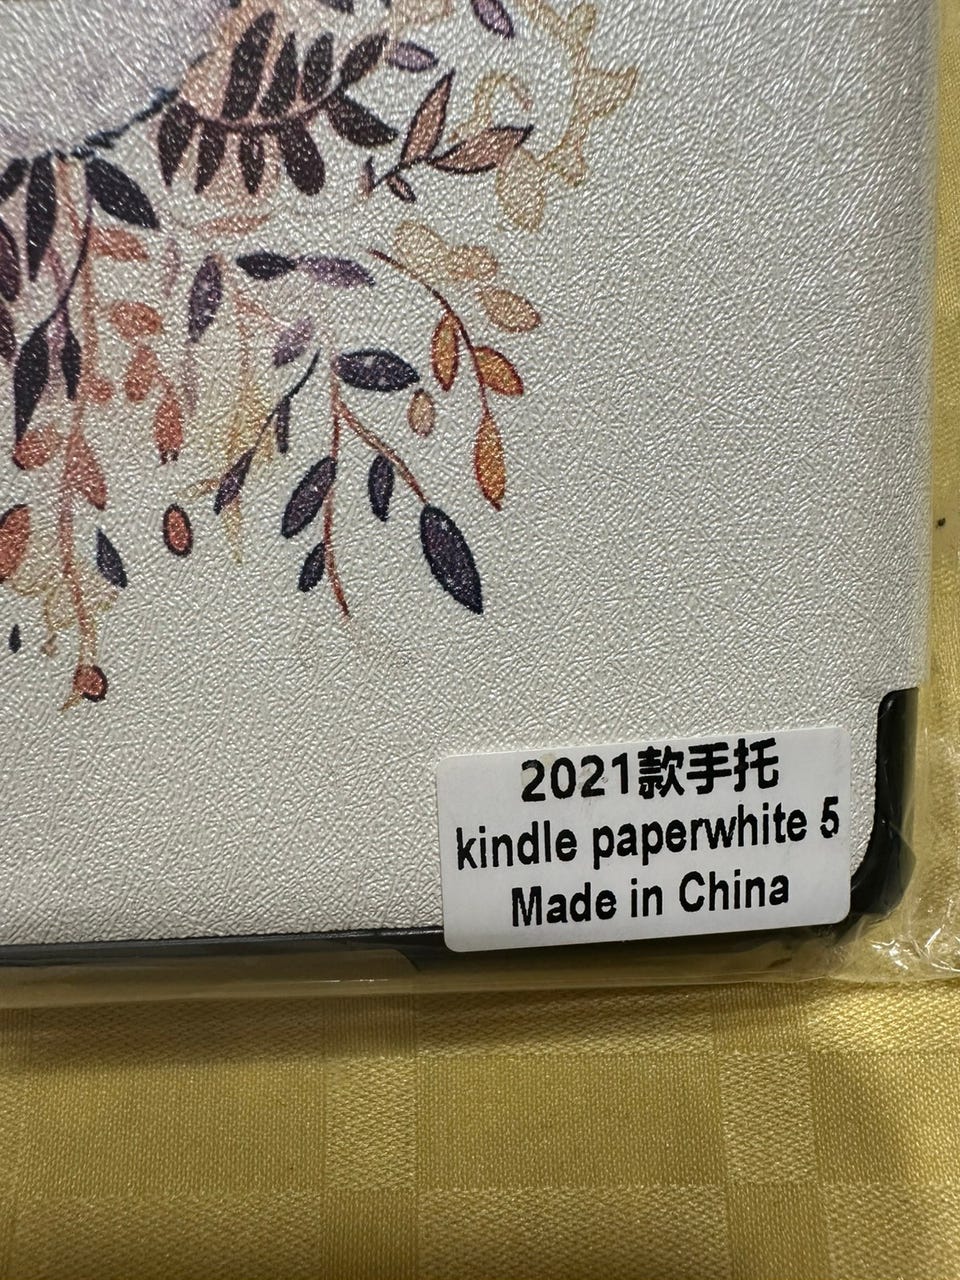 2021款手托
kindle paperwhite 5
Made in China